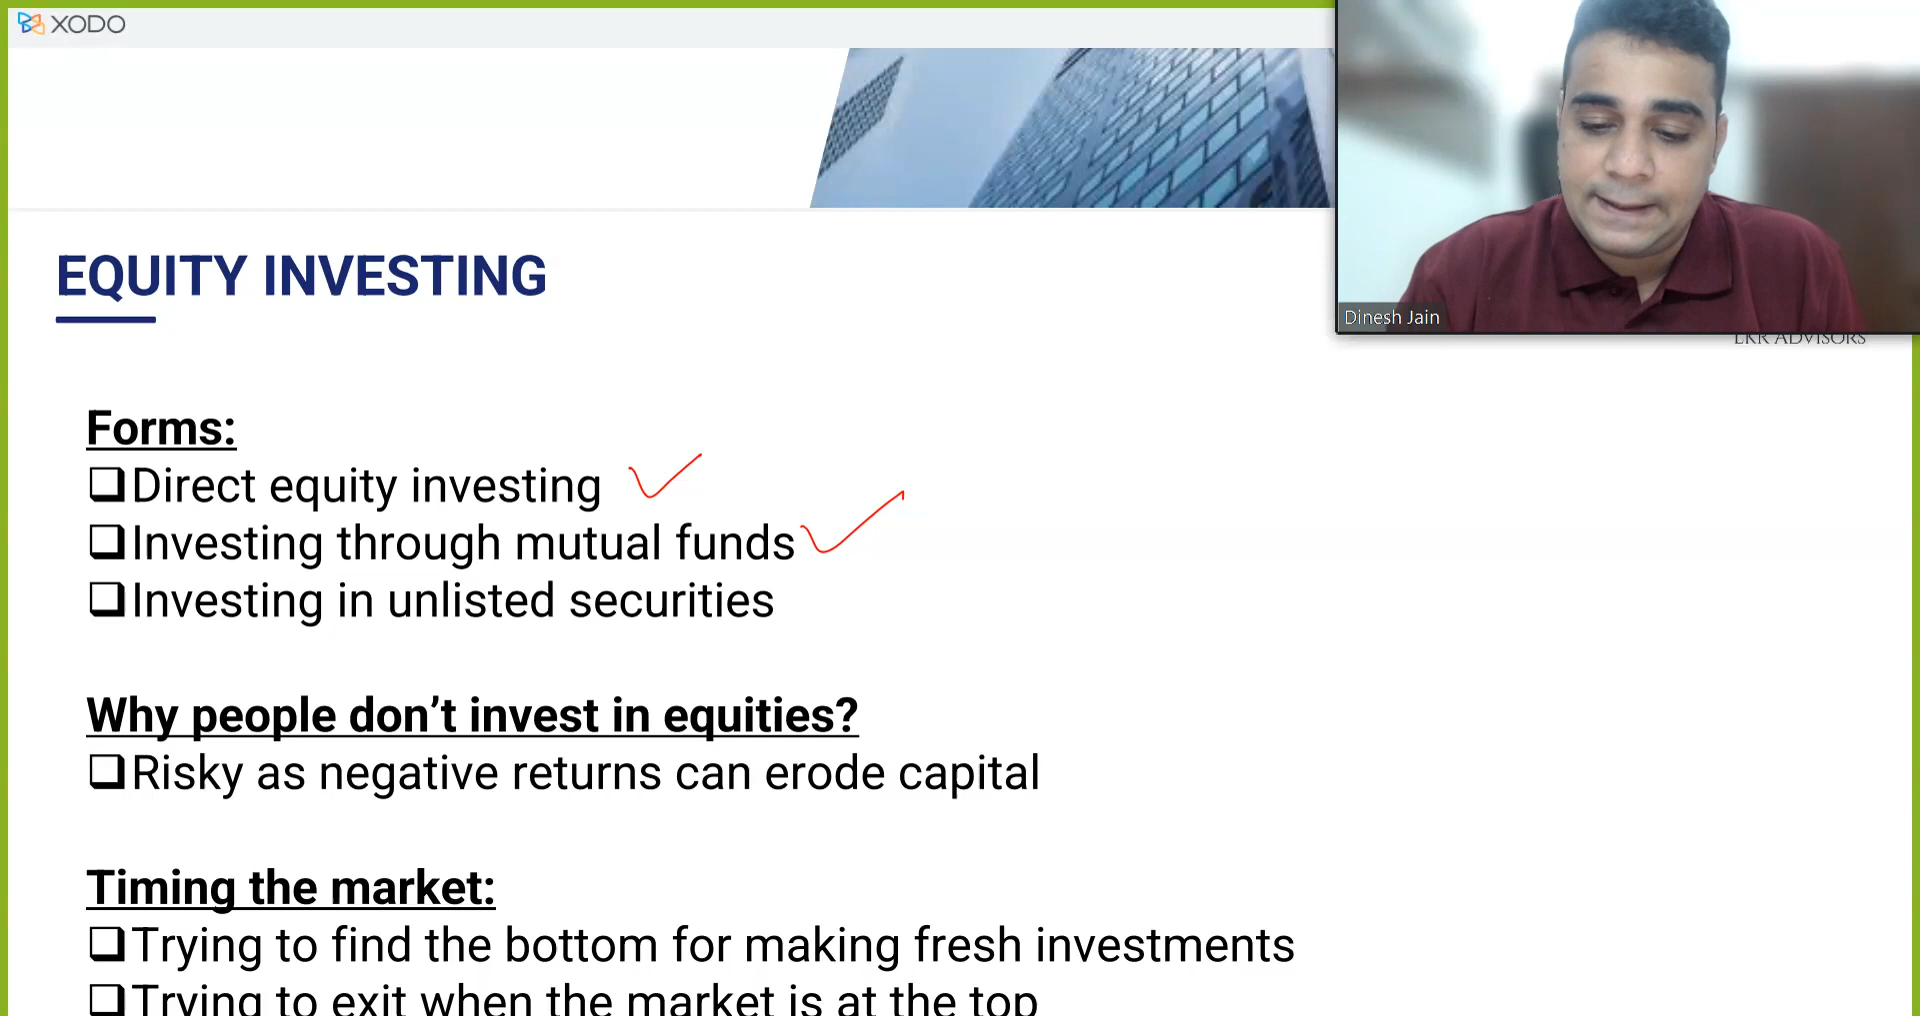 XODO
Dinesh Jain
LKR ADVISORS
EQUITY INVESTING
Forms:
❑Direct equity investing
❑Investing through mutual funds
❑Investing in unlisted securities
Why people don’t invest in equities?
❑Risky as negative returns can erode capital
Timing the market:
❑Trying to find the bottom for making fresh investments
❑Trying to exit when the market is at the top